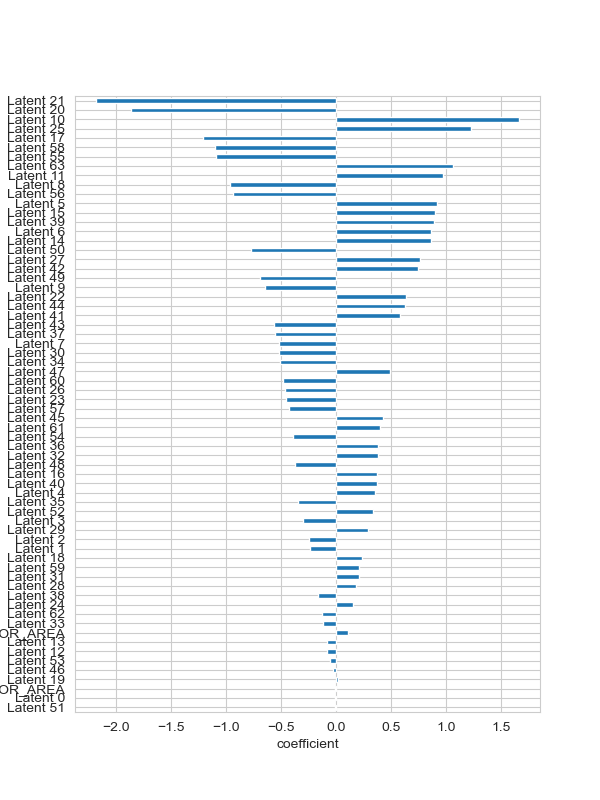 Latent 21
Latent 20
Latent 10
Latent 25
Latent 17
Latent 58
Latent 55
Latent 63
Latent 11
Latent 8
Latent 56
Latent 5
Latent 15
Latent 39
Latent 6
Latent 14
Latent 50
Latent 27
Latent 42
Latent 49
Latent 9
Latent 22
Latent 44
Latent 41
Latent 43
Latent 37
Latent 7
Latent 30
Latent 34
Latent 47
Latent 60
Latent 26
Latent 23
Latent 57
Latent 45
Latent 61
Latent 54
Latent 36
Latent 32
Latent 48
Latent 16
Latent 40
Latent 4
Latent 35
Latent 52
Latent 3
Latent 29
Latent 2
Latent 1
Latent 18
Latent 59
Latent 31
Latent 28
Latent 38
Latent 24
Latent 62
Latent 33
OR_AREA
Latent 13
Latent 12
Latent 53
Latent 46
Latent 19
OR_AREA
Latent 0
Latent 51
−2.0 −1.5 −1.0 −0.5 0.0 0.5 1.0 1.5
coefficient